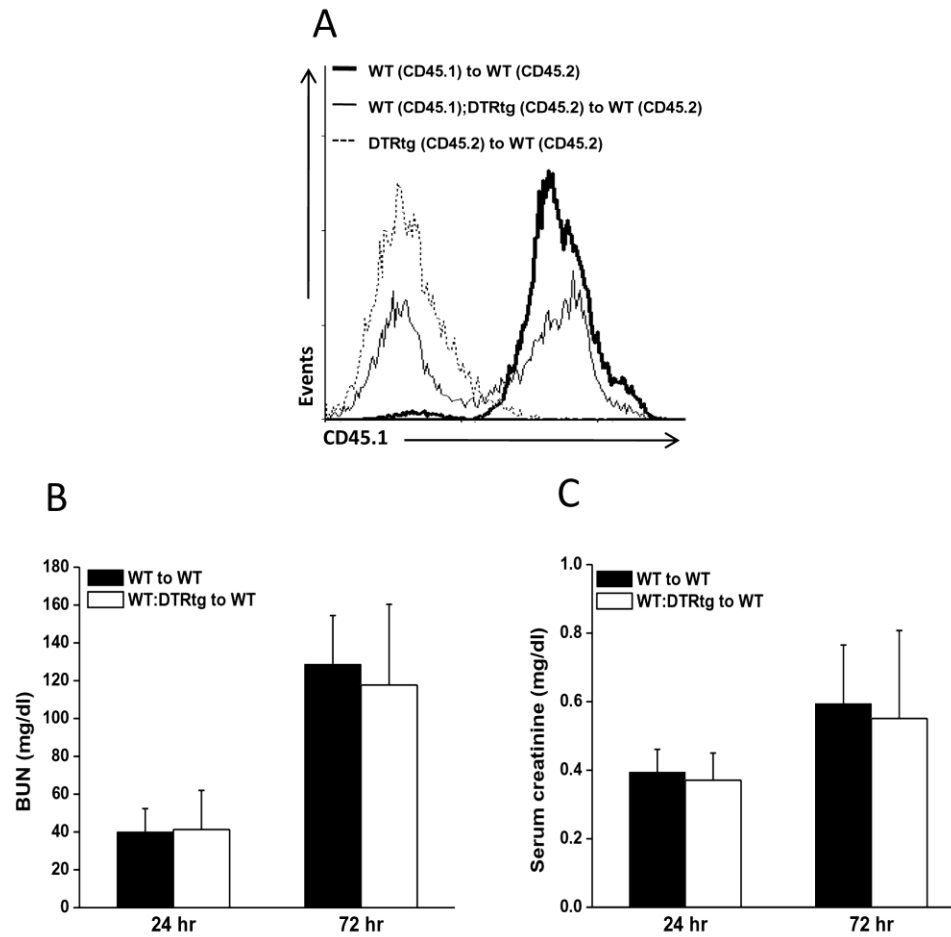 A
WT (CD45.1) to WT (CD45.2)
WT (CD45.1);DTRtg (CD45.2) to WT (CD45.2)
DTRtg (CD45.2) to WT (CD45.2)
Events
CD45.1
B
180
160
140
120
100
80
60
40
20
0
BUN (mg/dl)
WT to WT
WT:DTRtg to WT
24 hr 72 hr
C
1.0
0.8
0.6
0.4
0.2
0.0
Serum creatinine (mg/dl)
WT to WT
WT:DTRtg to WT
24 hr 72 hr